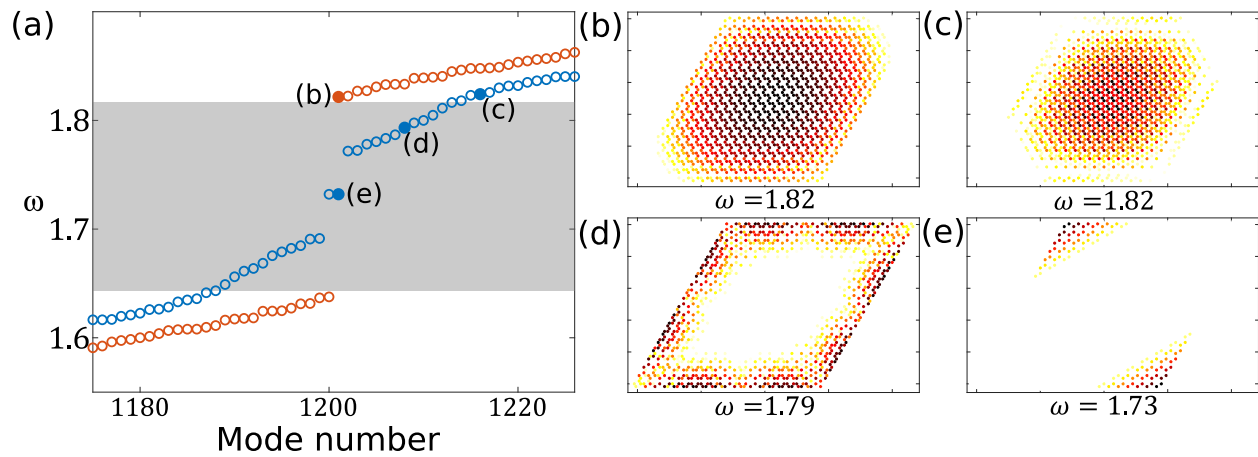 (a)
ω
1.8
1.7
1.6
1180
1200
1220
Mode number
(b)
(c)
(d)
(e)
(b)
ω =1.82
(c)
ω =1.82
(d)
ω =1.79
(e)
ω =1.73